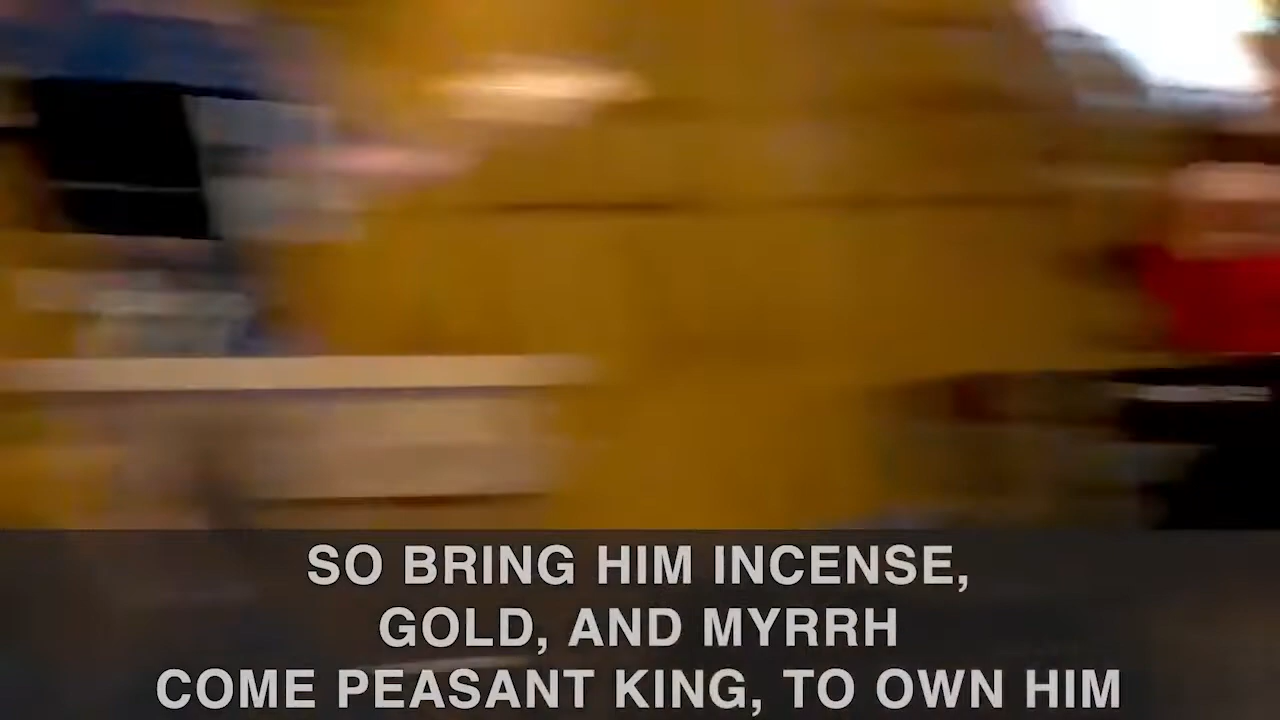 SO BRING HIM INCENSE,
GOLD, AND MYRRH
COME PEASANT KING, TO OWN HIM